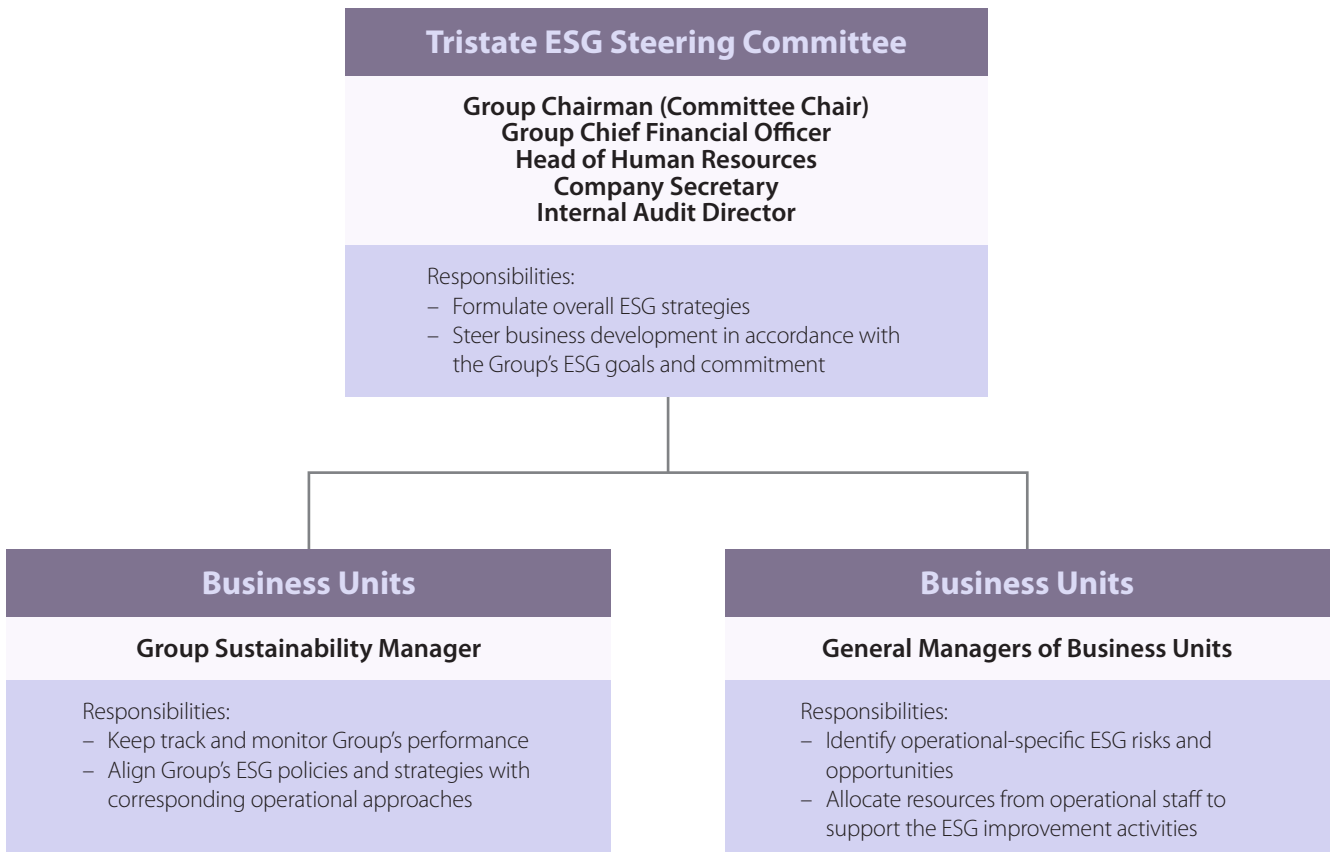 Tristate ESG Steering Committee
Group Chairman (Committee Chair)
Group Chief Financial Officer
Head of Human Resources
Company Secretary
Internal Audit Director
Responsibilities:
– Formulate overall ESG strategies
– Steer business development in accordance with
the Group’s ESG goals and commitment
Business Units
Group Sustainability Manager
Responsibilities:
– Keep track and monitor Group’s performance
– Align Group’s ESG policies and strategies with
corresponding operational approaches
Business Units
General Managers of Business Units
Responsibilities:
– Identify operational-specific ESG risks and
opportunities
– Allocate resources from operational staff to
support the ESG improvement activities